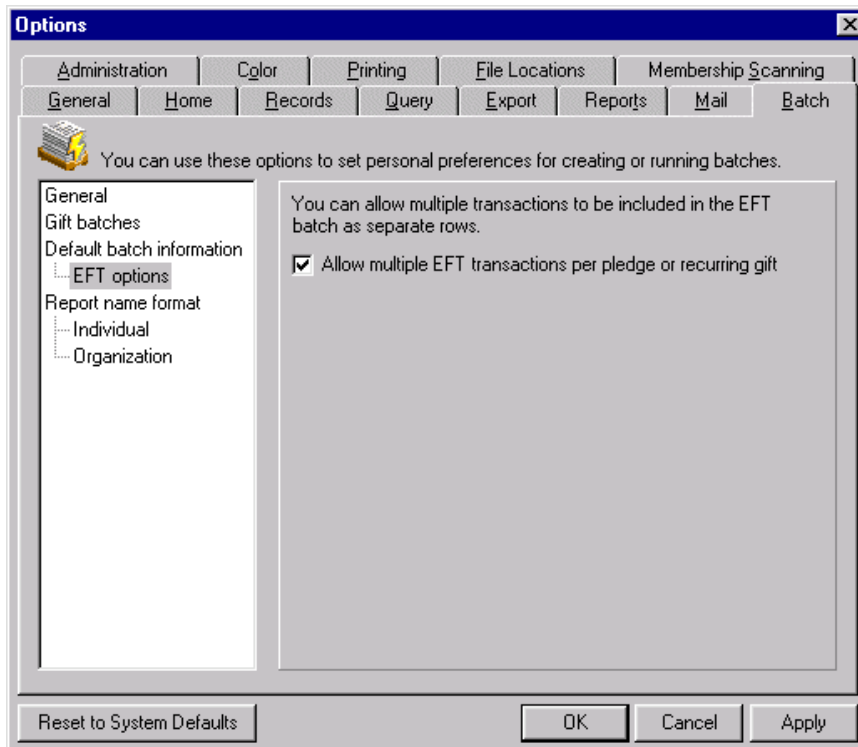 Options
Administration Color Printing File Locations Membership Scanning
General Home Records Query Export Reports Mail Batch
You can use these options to set personal preferences for creating or running batches.
General
Gift batches
Default batch information
EFT options
Report name format
Individual
Organization
You can allow multiple transactions to be included in the EFT
batch as separate rows.
Allow multiple EFT transactions per pledge or recurring gift
Reset to System Defaults OK Cancel Apply